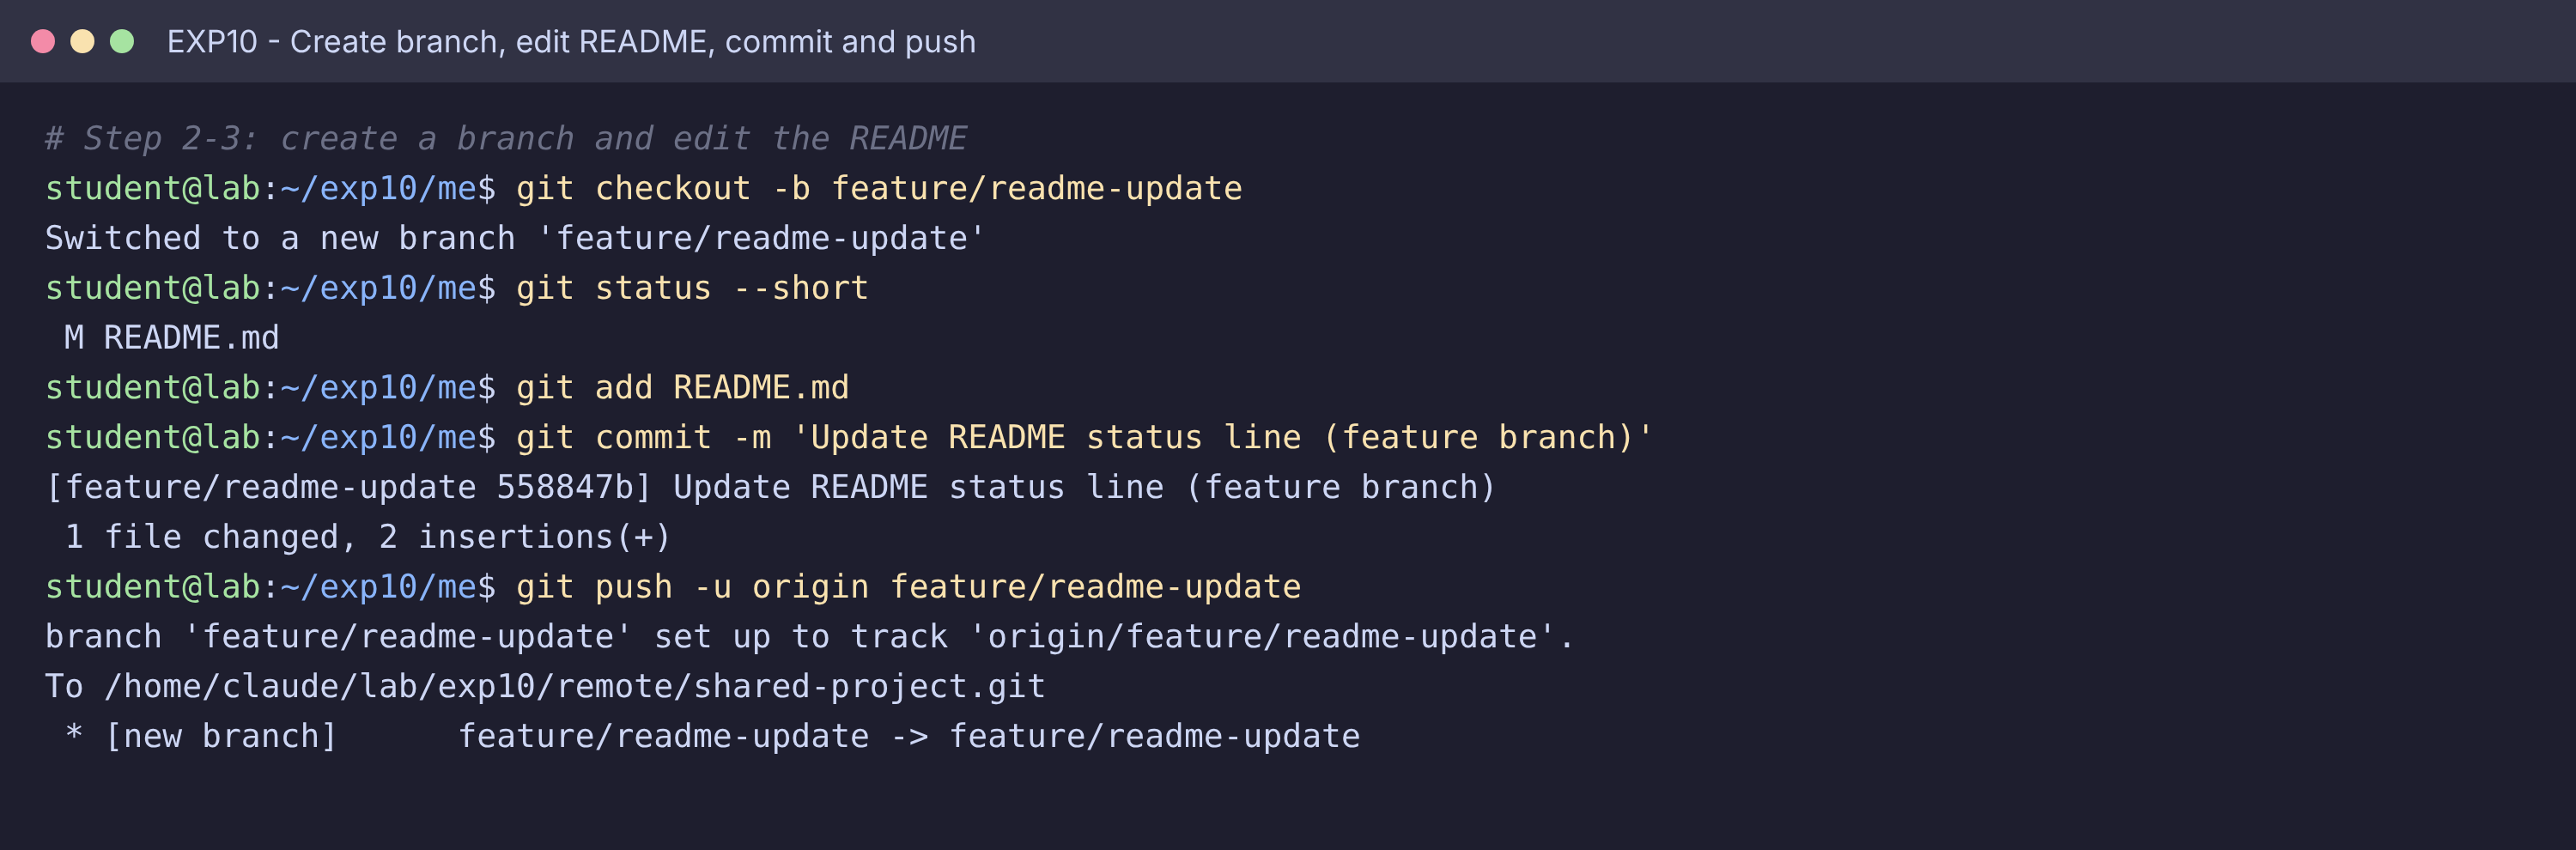 EXP10 - Create branch, edit README, commit and push
# Step 2-3: create a branch and edit the README
student@lab:~/exp10/me$ git checkout -b feature/readme-update
Switched to a new branch 'feature/readme-update'
student@lab:~/exp10/me$ git status --short
 M README.md
student@lab:~/exp10/me$ git add README.md
student@lab:~/exp10/me$ git commit -m 'Update README status line (feature branch)'
[feature/readme-update 558847b] Update README status line (feature branch)
 1 file changed, 2 insertions(+)
student@lab:~/exp10/me$ git push -u origin feature/readme-update
branch 'feature/readme-update' set up to track 'origin/feature/readme-update'.
To /home/claude/lab/exp10/remote/shared-project.git
 * [new branch]      feature/readme-update -> feature/readme-update